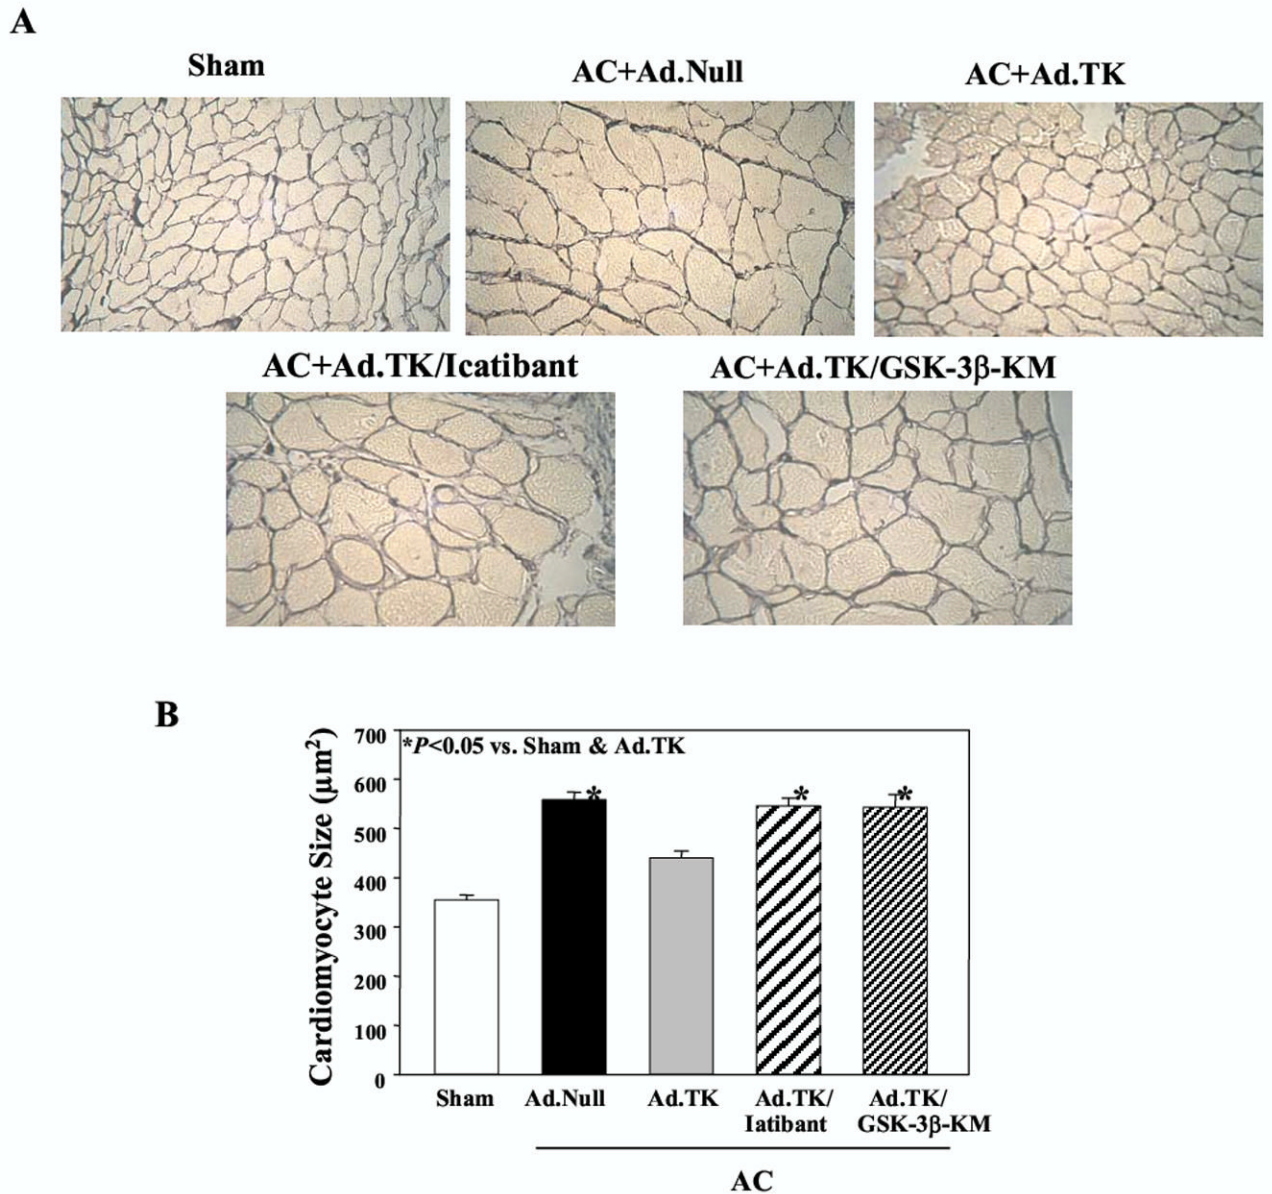 A
Sham
AC+Ad.Null
AC+Ad.TK
AC+Ad.TK/Icatibant
AC+Ad.TK/GSK-3β-KM
B
Cardiomyocyte Size (μm²)
700
600
500
400
300
200
100
0
*P<0.05 vs. Sham & Ad.TK
*
*
*
Sham
Ad.Null
Ad.TK
Ad.TK/
Iatibant
Ad.TK/
GSK-3β-KM
AC